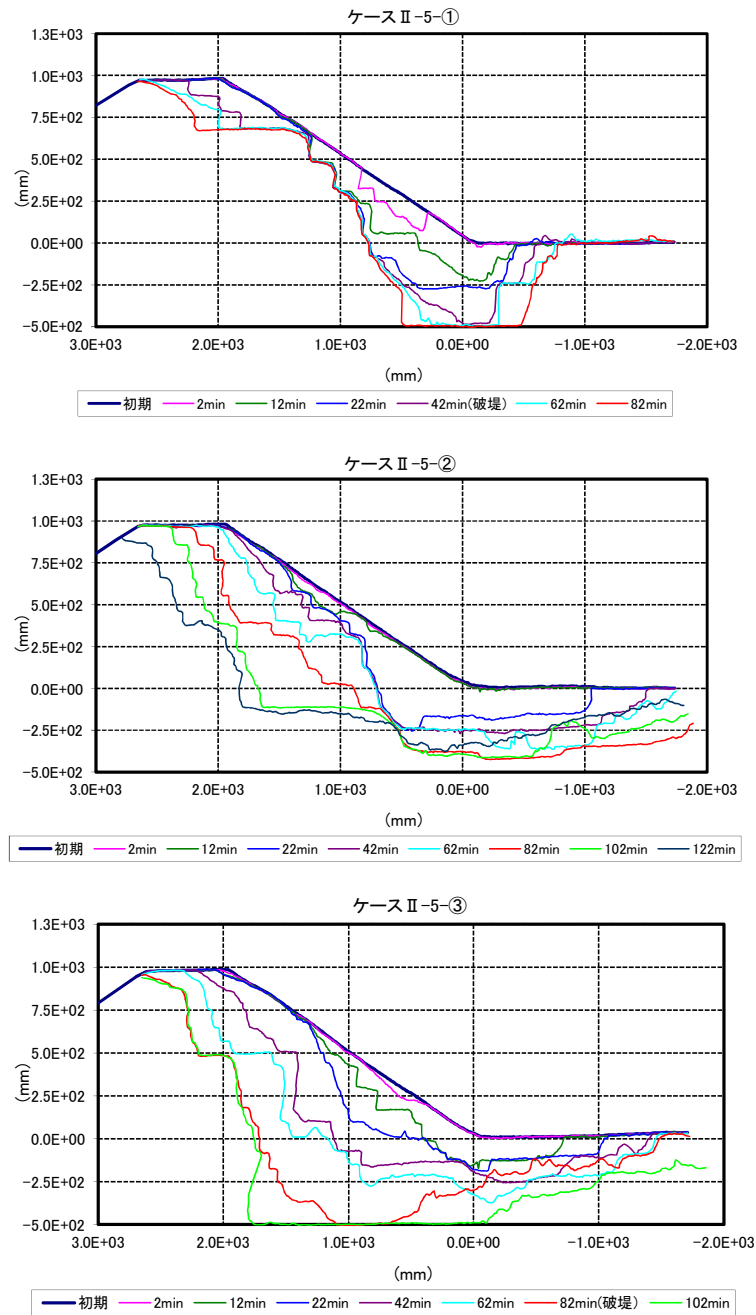 ケースⅡ-5-①
1.3E+03
1.0E+03
7.5E+02
5.0E+02
2.5E+02
0.0E+00
-2.5E+02
-5.0E+02
(mm)
3.0E+03 2.0E+03 1.0E+03 0.0E+00 -1.0E+03 -2.0E+03
(mm)
初期 2min 12min 22min 42min(破堤) 62min 82min
ケースⅡ-5-②
1.3E+03
1.0E+03
7.5E+02
5.0E+02
2.5E+02
0.0E+00
-2.5E+02
-5.0E+02
(mm)
3.0E+03 2.0E+03 1.0E+03 0.0E+00 -1.0E+03 -2.0E+03
(mm)
初期 2min 12min 22min 42min 62min 82min 102min 122min
ケースⅡ-5-③
1.3E+03
1.0E+03
7.5E+02
5.0E+02
2.5E+02
0.0E+00
-2.5E+02
-5.0E+02
(mm)
3.0E+03 2.0E+03 1.0E+03 0.0E+00 -1.0E+03 -2.0E+03
(mm)
初期 2min 12min 22min 42min 62min 82min(破堤) 102min